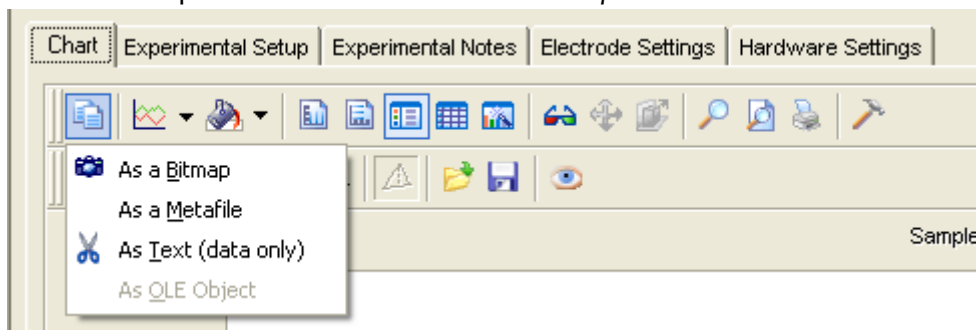 Chart Experimental Setup Experimental Notes Electrode Settings Hardware Settings
As a Bitmap
As a Metafile
As Text (data only)
Sample
As OLE Object